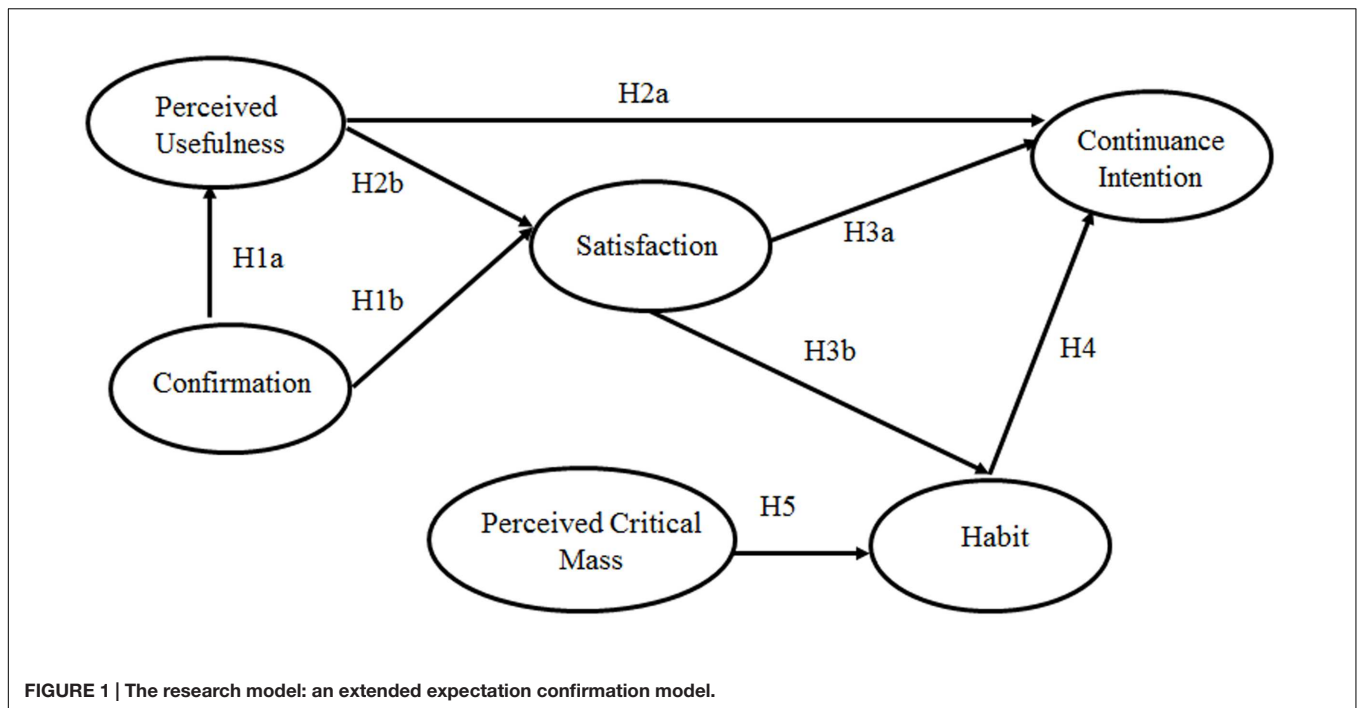 Perceived
Usefulness
H2a
Continuance
Intention
H2b
Satisfaction
H3a
H1a
H1b
Confirmation
H3b
H4
Perceived Critical
Mass
H5
Habit
FIGURE 1 | The research model: an extended expectation confirmation model.